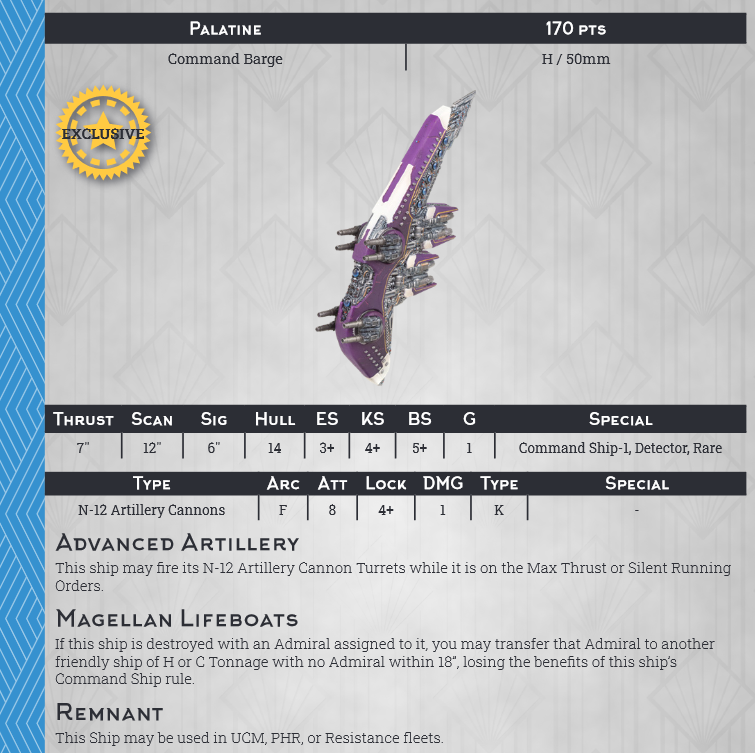 PALATINE 170 PTS
Command Barge H / 50mm
EXCLUSIVE
THRUST SCAN SIG HULL ES KS BS G SPECIAL
7" 12" 6" 14 3+ 4+ 5+ 1 Command Ship-1, Detector, Rare
TYPE ARC ATT LOCK DMG TYPE SPECIAL
N-12 Artillery Cannons F 8 4+ 1 K -
ADVANCED ARTILLERY
This ship may fire its N-12 Artillery Cannon Turrets while it is on the Max Thrust or Silent Running
Orders.
MAGELLAN LIFEBOATS
If this ship is destroyed with an Admiral assigned to it, you may transfer that Admiral to another
friendly ship of H or C Tonnage with no Admiral within 18", losing the benefits of this ship's
Command Ship rule.
REMNANT
This Ship may be used in UCM, PHR, or Resistance fleets.